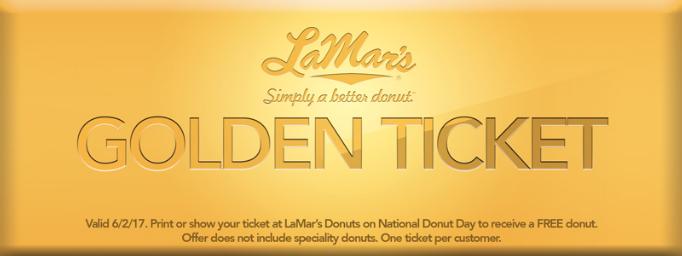 LaMar's
Simply a better donut.™
GOLDEN TICKET
Valid 6/2/17. Print or show your ticket at LaMar's Donuts on National Donut Day to receive a FREE donut.
Offer does not include speciality donuts. One ticket per customer.